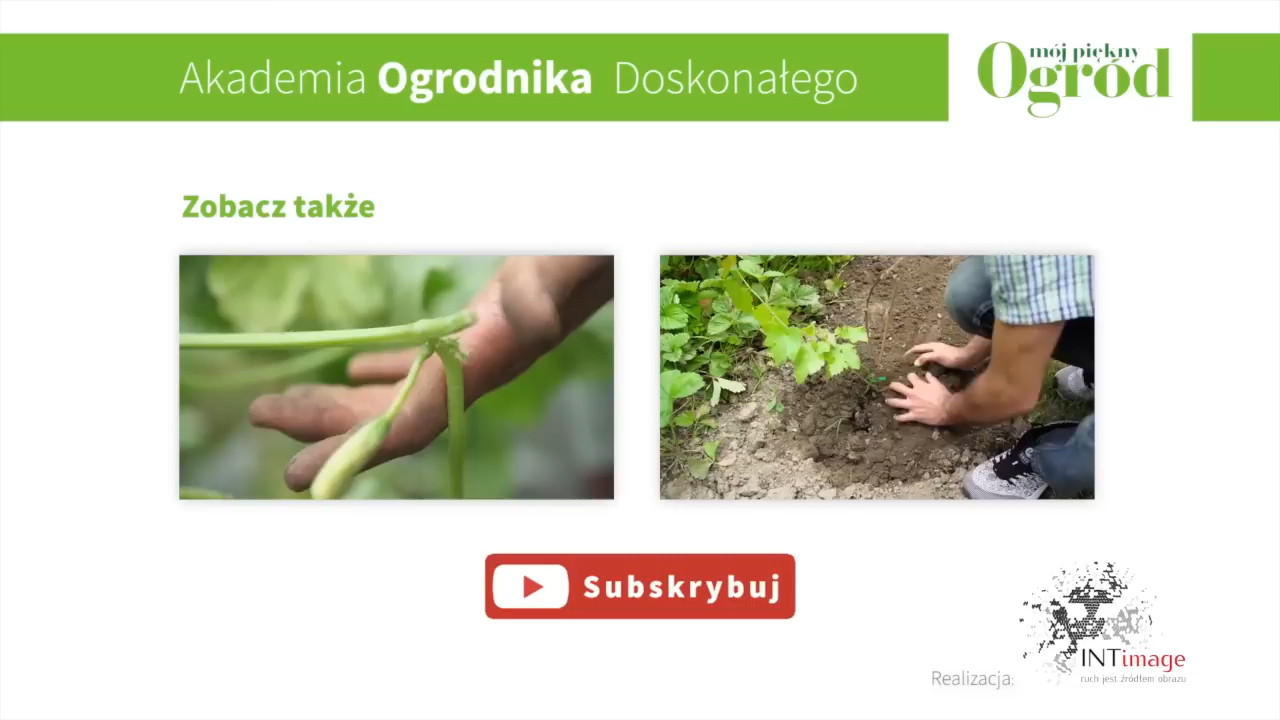 Akademia Ogrodnika Doskonałego
mój piękny
Ogród
Zobacz także
Subskrybuj
Realizacja:
INTimage
ruch jest źródłem obrazu